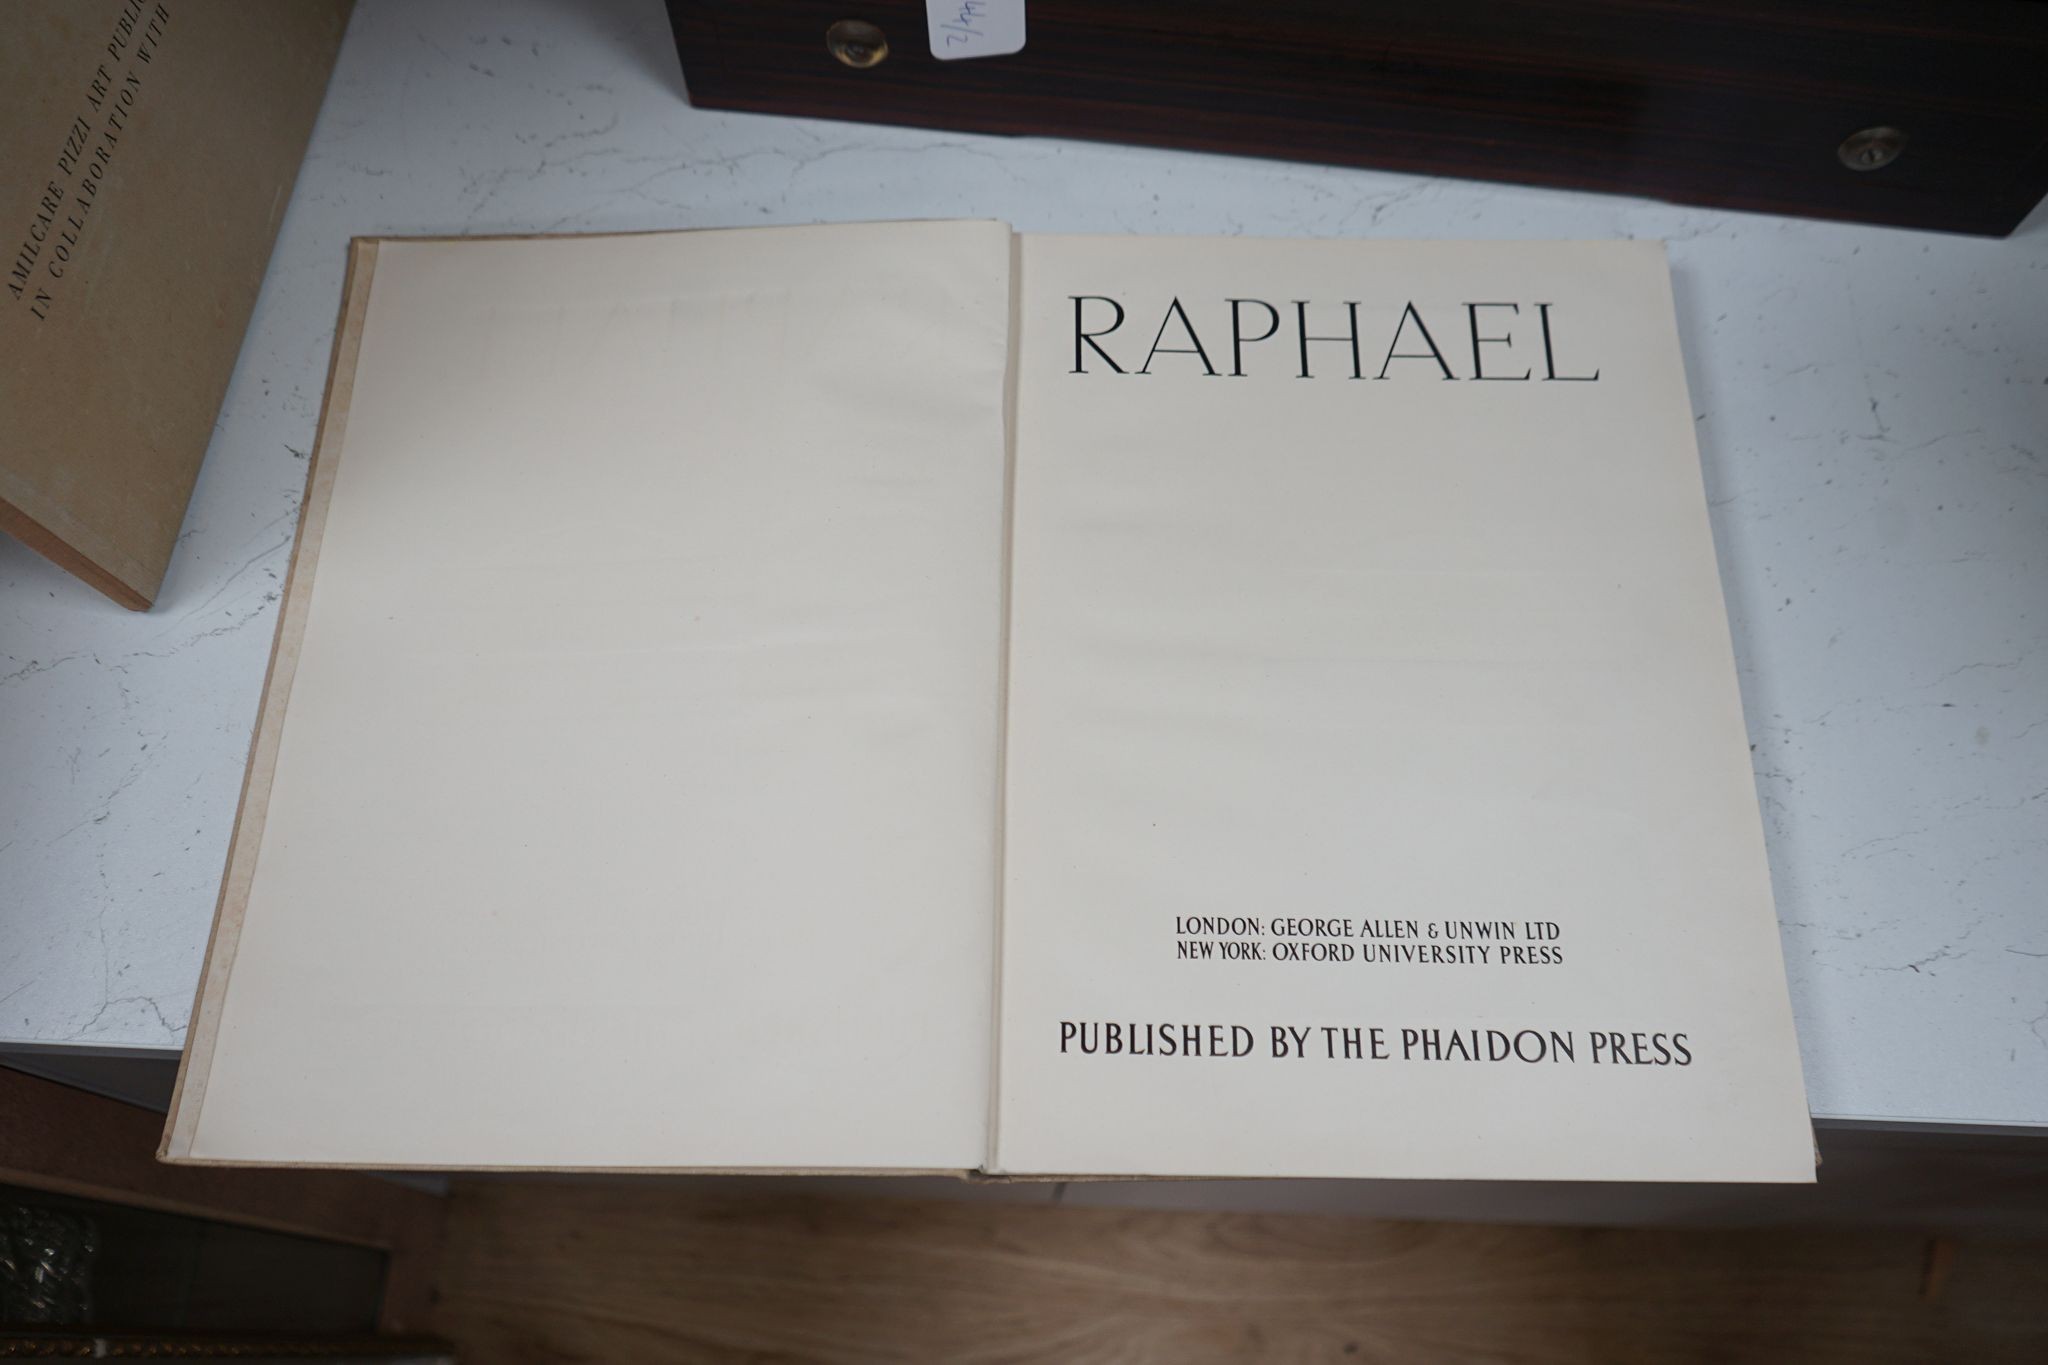 AMILCARE PIZZI ART
IN COLLABORATION WITH
RAPHAEL
LONDON: GEORGE ALLEN & UNWIN LTD
NEW YORK: OXFORD UNIVERSITY PRESS
PUBLISHED BY THE PHAIDON PRESS